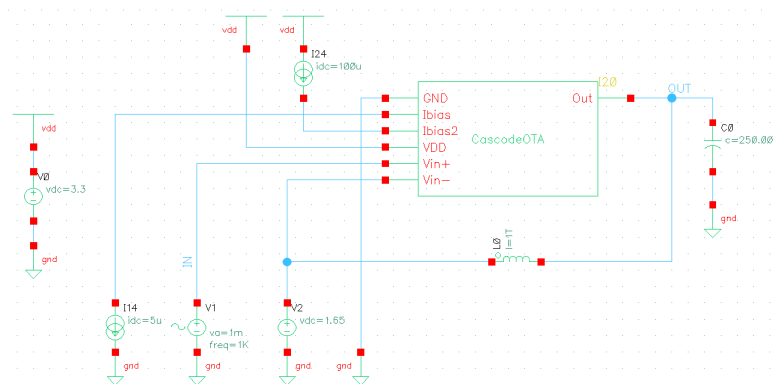 vdd
vdd
I24
idc=100u
I20
GND
Out
OUT
Ibias
Ibias2
CascodeOTA
VDD
Vin+
Vin-
C0
c=250.00
vdd
V0
vdc=3.3
gnd
gnd
L0
l=1T
IN
I14
idc=5u
V1
va=1m
freq=1K
V2
vdc=1.65
gnd
gnd
gnd
gnd